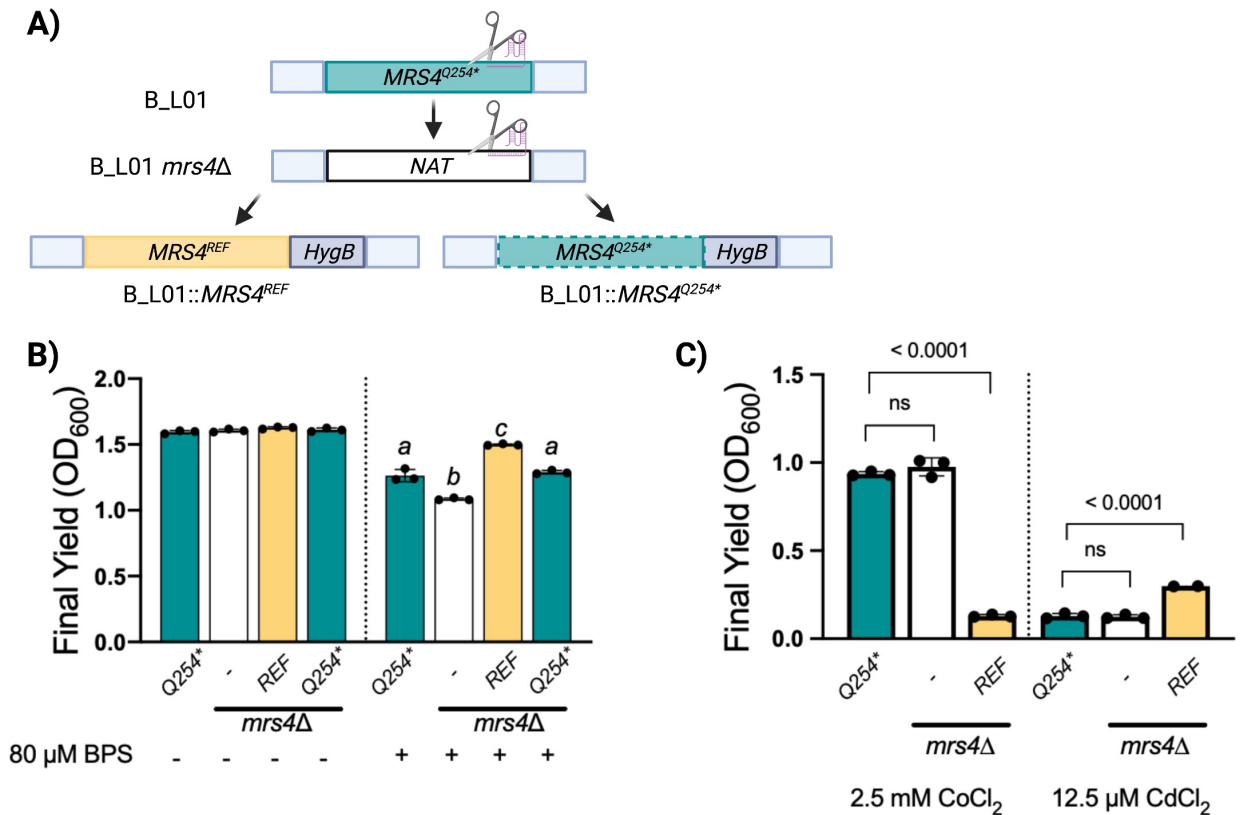 A)
MRS4Q254*
B_L01
B_L01 mrs4Δ
NAT
MRS4REF HygB
MRS4Q254* HygB
B_L01::MRS4REF
B_L01::MRS4Q254*
B)
Final Yield (OD600)
2.0
1.5
1.0
0.5
0.0
a
b
c
a
Q254* - REF Q254* Q254* - REF Q254*
mrs4Δ mrs4Δ
80 µM BPS - - - - + + + +
C)
Final Yield (OD600)
1.5
1.0
0.5
0.0
< 0.0001
ns
< 0.0001
ns
Q254* - REF Q254* - REF
mrs4Δ mrs4Δ
2.5 mM CoCl2 12.5 µM CdCl2